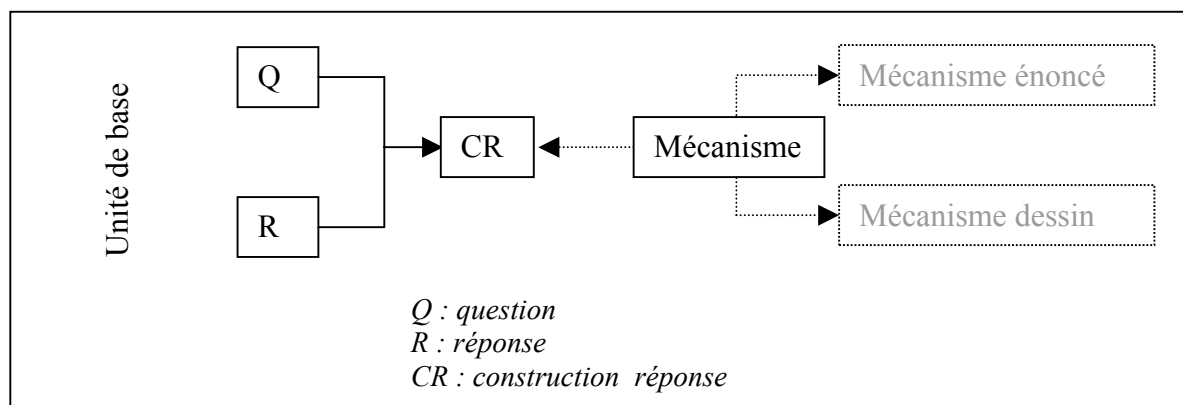 Unité de base
Q
R
CR
Mécanisme
Mécanisme énoncé
Mécanisme dessin
Q : question
R : réponse
CR : construction réponse